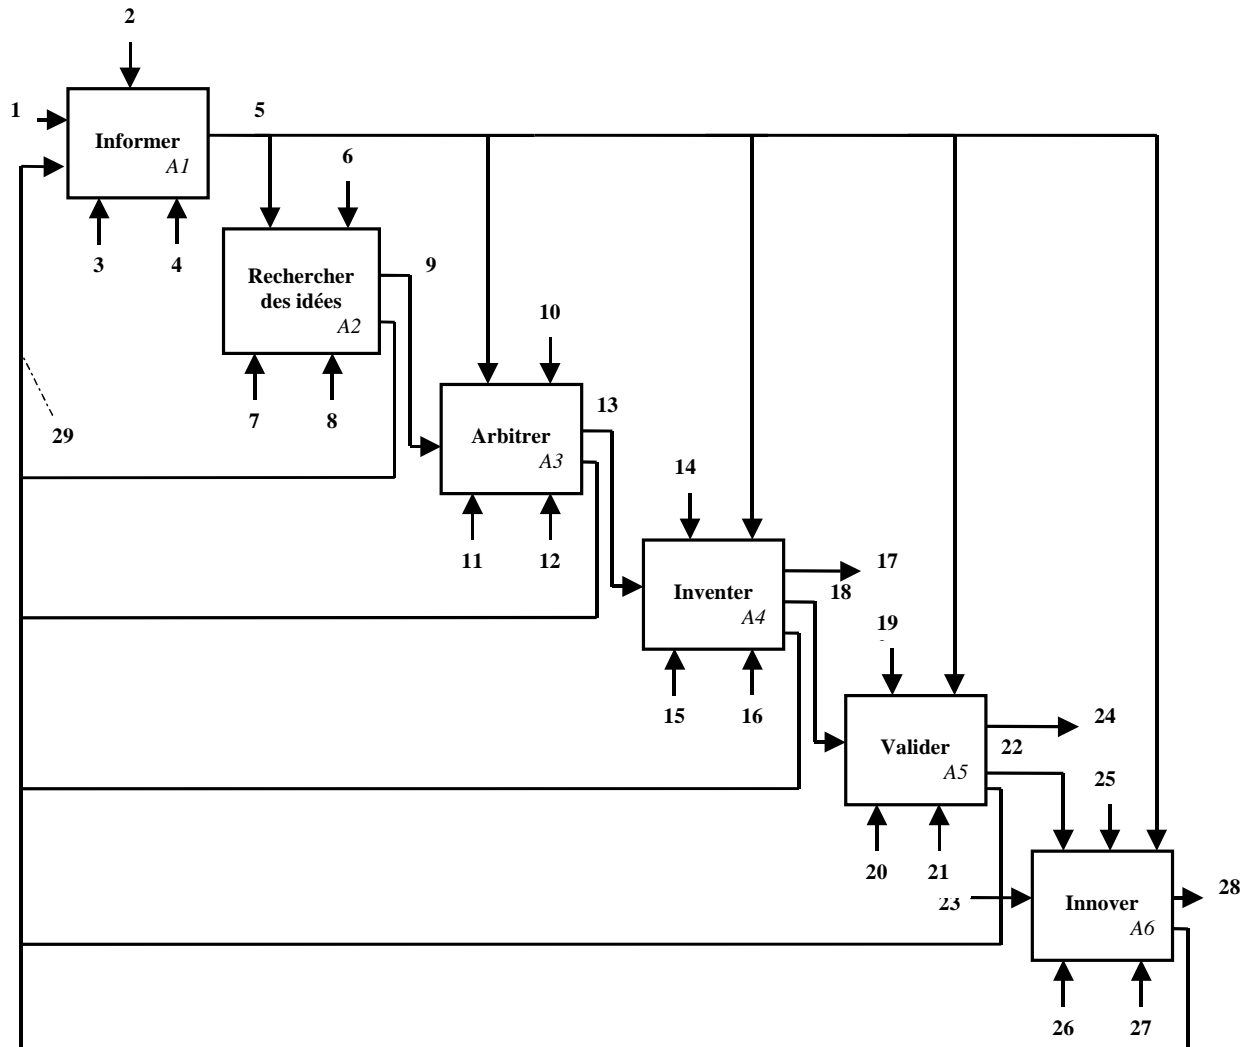 2
1
5
Informer
A1
6
3
4
9
Rechercher
des idées
A2
10
7
8
13
29
Arbitrer
A3
14
11
12
17
18
Inventer
A4
19
15
16
24
22
Valider
A5
25
20
21
23
28
Innover
A6
26
27